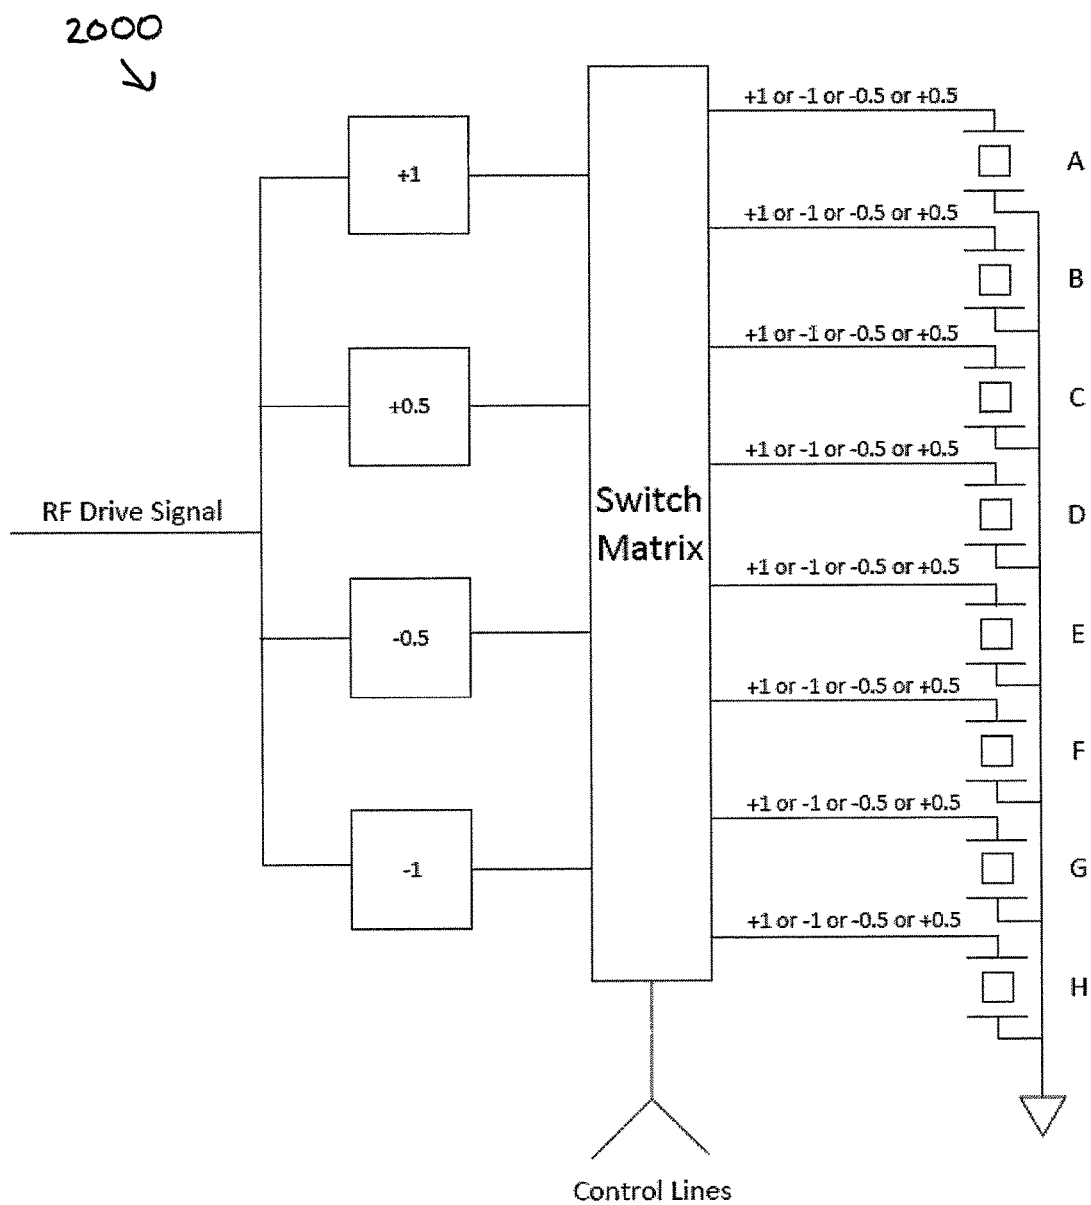 2000
+1 or -1 or -0.5 or +0.5
+1
A
+1 or -1 or -0.5 or +0.5
B
+1 or -1 or -0.5 or +0.5
+0.5
C
+1 or -1 or -0.5 or +0.5
RF Drive Signal
Switch
Matrix
D
+1 or -1 or -0.5 or +0.5
-0.5
E
+1 or -1 or -0.5 or +0.5
F
+1 or -1 or -0.5 or +0.5
-1
G
+1 or -1 or -0.5 or +0.5
H
Control Lines